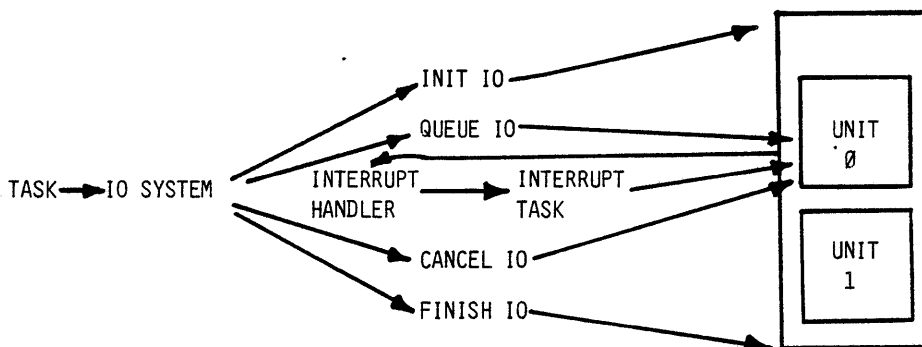 INIT IO
QUEUE IO
UNIT
Ø
TASK IO SYSTEM
INTERRUPT
HANDLER
INTERRUPT
TASK
CANCEL IO
UNIT
1
FINISH IO